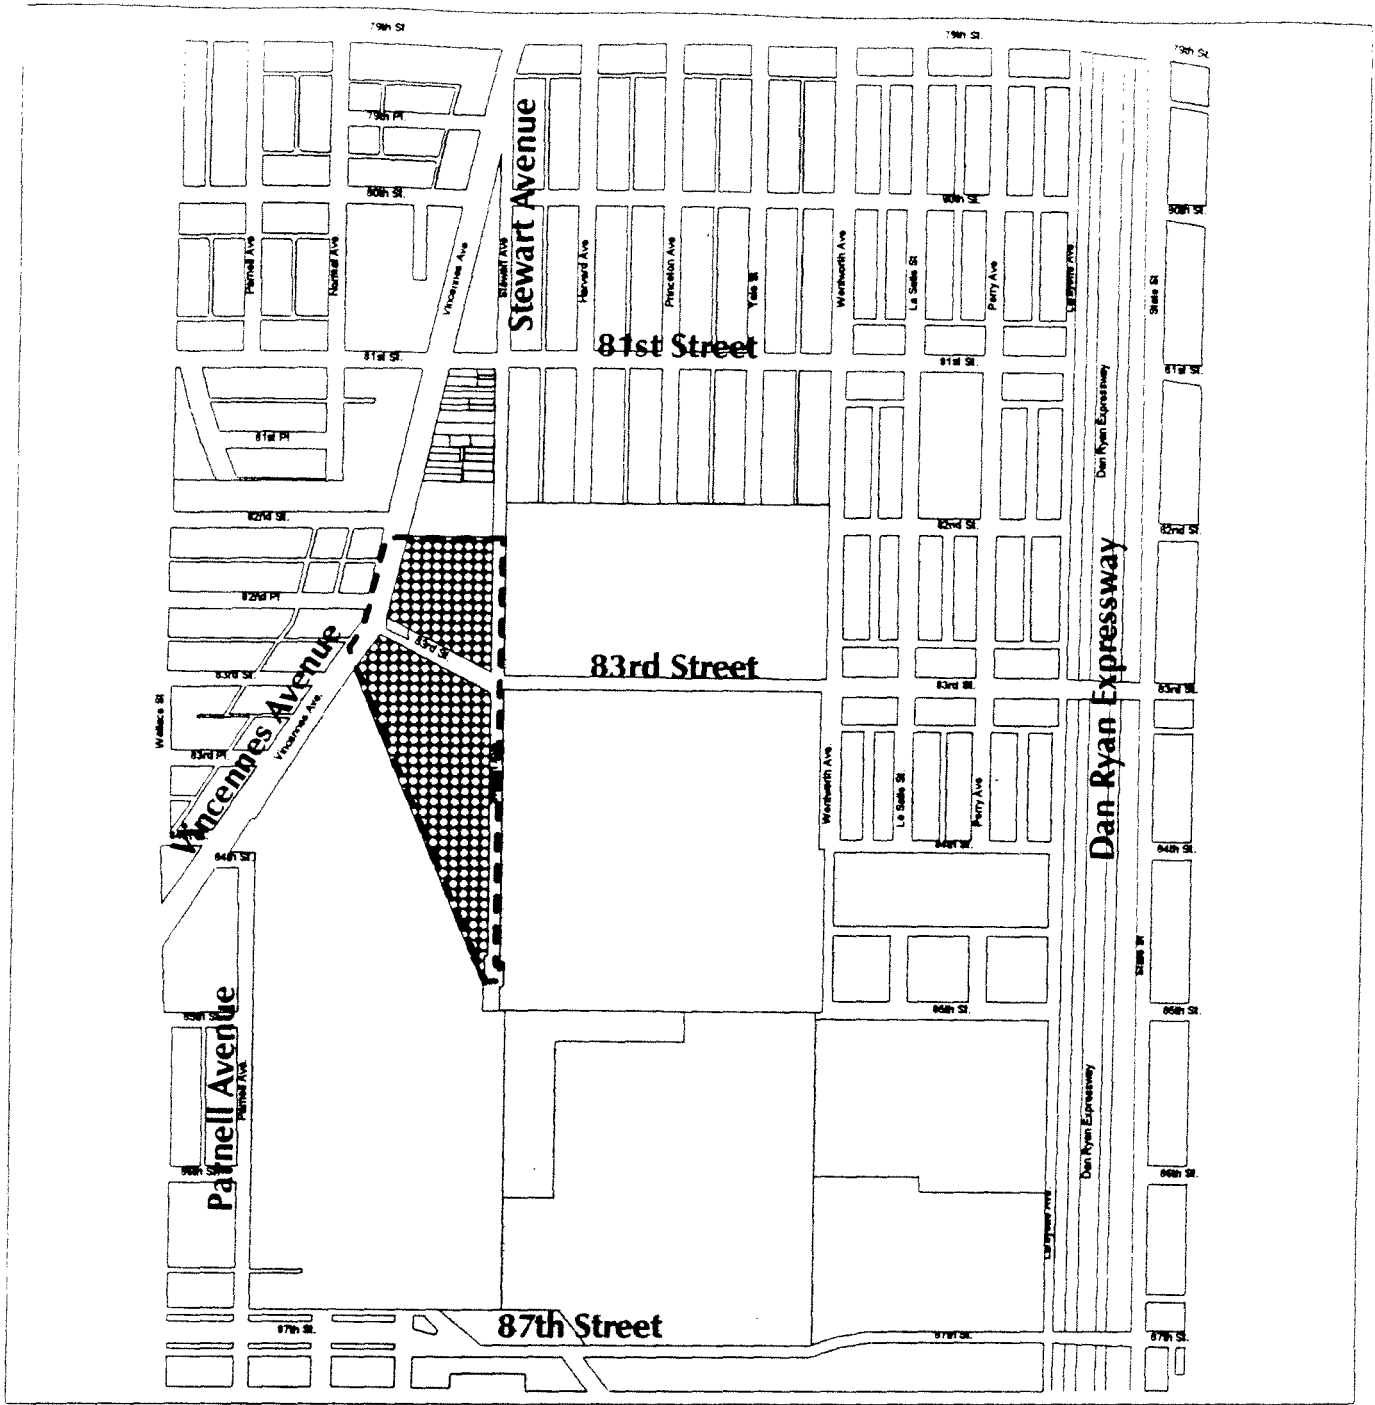 79th St
79th St.
79th St.
79th Pl
80th St.
80th St.
80th St.
Stewart Avenue
Parnell Ave
Normal Ave
Vincennes Ave
Stewart Ave
Harvard Ave
Princeton Ave
Yale St
Wentworth Ave
La Salle St
Perry Ave
Lafayette Ave
State St
81st Street
81st St.
81st St.
81st St.
81st Pl
Dan Ryan Expressway
82nd St.
82nd St.
82nd St.
82nd Pl
83rd St.
83rd Street
83rd St.
83rd St.
83rd St.
Dan Ryan Expressway
Vincennes Avenue
Vincennes Ave.
Wallace St
83rd Pl
Wentworth Ave
La Salle St
Perry Ave
84th St.
84th St.
84th St.
State St
85th St.
85th St.
85th St.
Parnell Avenue
Parnell Ave.
Dan Ryan Expressway
86th St.
86th St.
Lafayette Ave
87th Street
87th St.
87th St.
87th St.